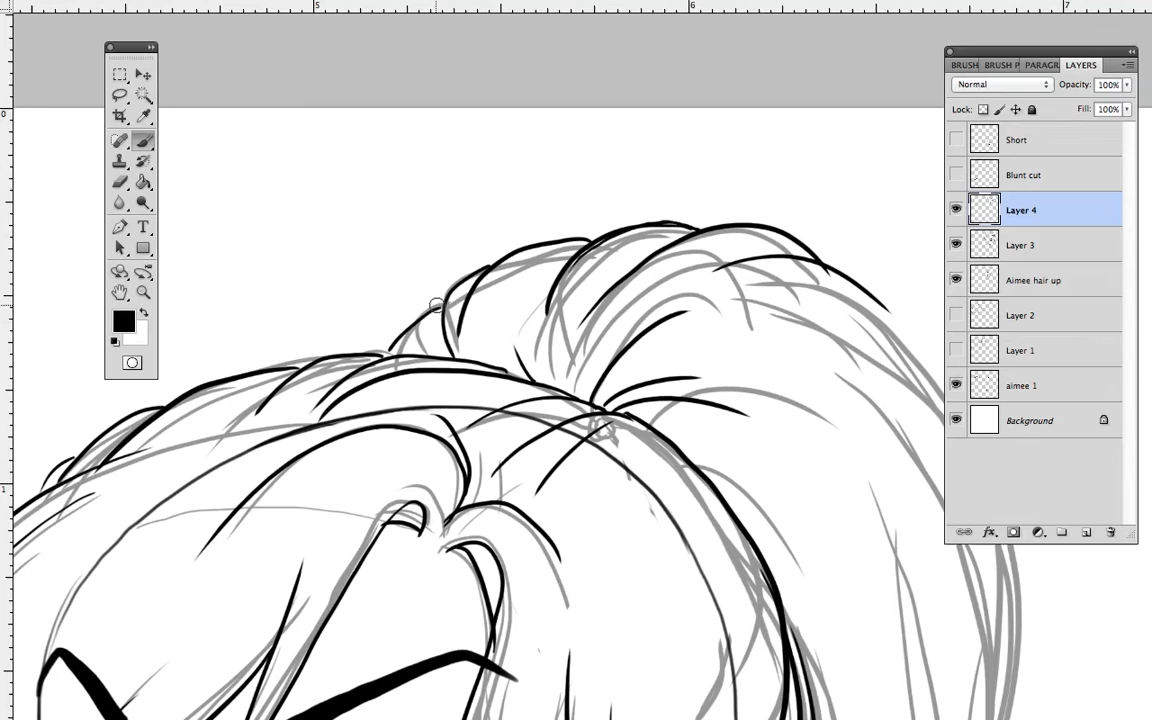 5 6 7
BRUSH BRUSH P PARAGR LAYERS
Normal Opacity: 100%
Lock: Fill: 100%
0
Short
Blunt cut
Layer 4
Layer 3
Aimee hair up
Layer 2
Layer 1
aimee 1
Background
1
T
fx